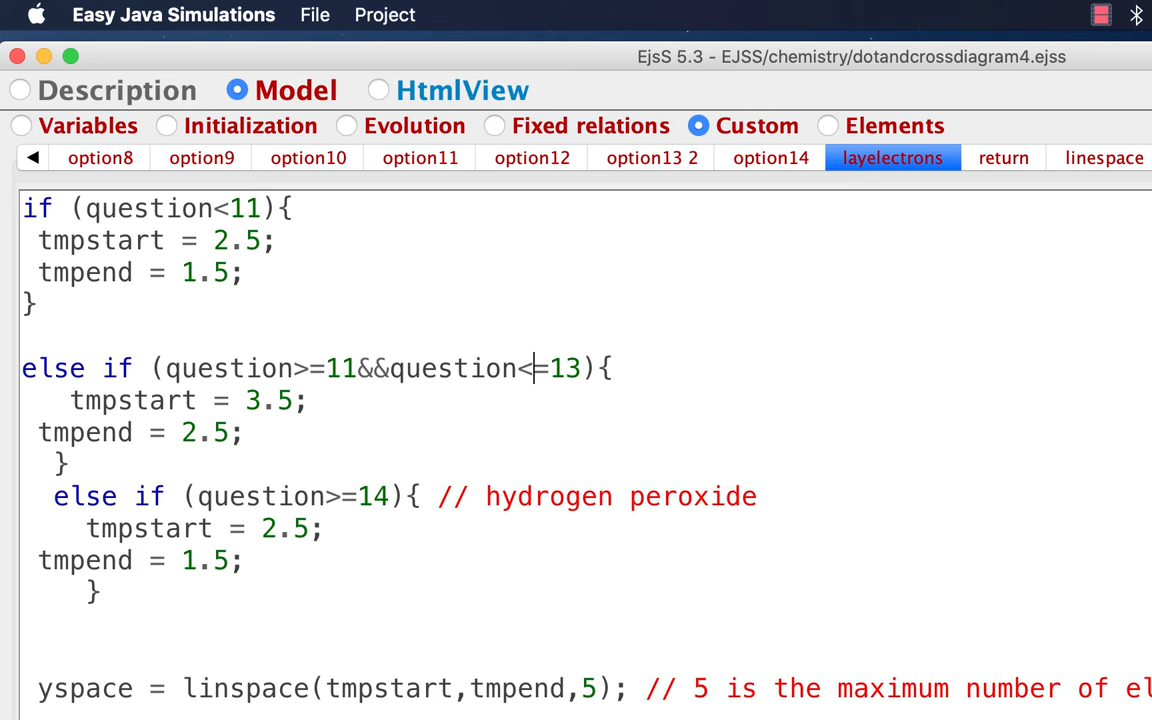 Easy Java Simulations File Project
EjsS 5.3 - EJSS/chemistry/dotandcrossdiagram4.ejss
Description Model HtmlView
Variables Initialization Evolution Fixed relations Custom Elements
option8 option9 option10 option11 option12 option13 2 option14 layelectrons return linespace
if (question<11){
tmpstart = 2.5;
tmpend = 1.5;
}
else if (question>=11&&question<=13){
tmpstart = 3.5;
tmpend = 2.5;
}
else if (question>=14){ // hydrogen peroxide
tmpstart = 2.5;
tmpend = 1.5;
}
yspace = linspace(tmpstart,tmpend,5); // 5 is the maximum number of el